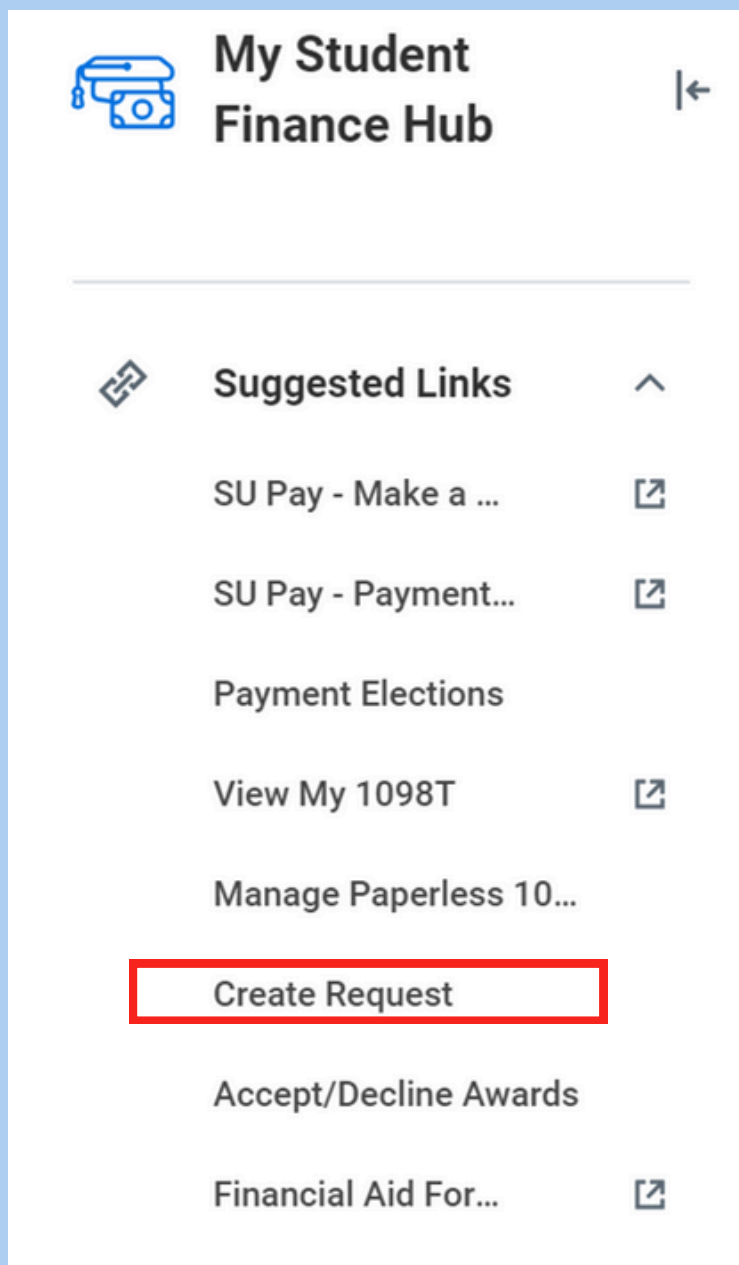 My Student
Finance Hub
Suggested Links
SU Pay - Make a ...
SU Pay - Payment...
Payment Elections
View My 1098T
Manage Paperless 10...
Create Request
Accept/Decline Awards
Financial Aid For...